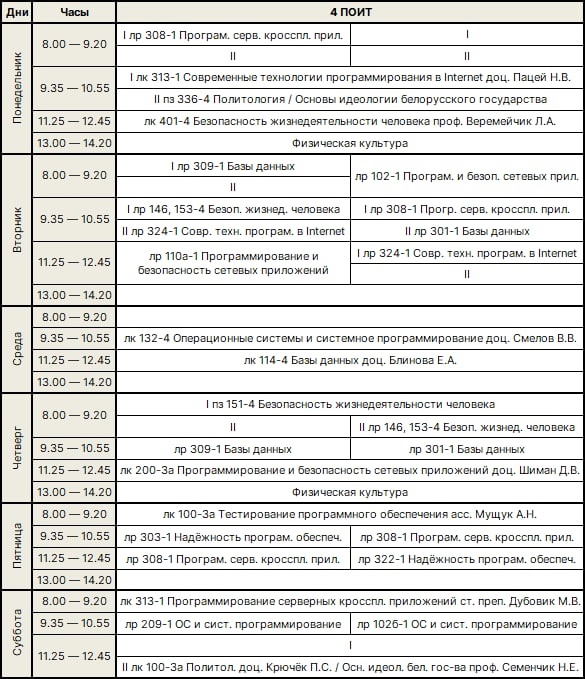 Дни Часы 4 ПОИТ
Понедельник
8.00 — 9.20
I лр 308-1 Програм. серв. кросспл. прил.
I
II
II
9.35 — 10.55
I лк 313-1 Современные технологии программирования в Internet доц. Пацей Н.В.
II пз 336-4 Политология / Основы идеологии белорусского государства
11.25 — 12.45
лк 401-4 Безопасность жизнедеятельности человека проф. Веремейчик Л.А.
13.00 — 14.20
Физическая культура
Вторник
8.00 — 9.20
I лр 309-1 Базы данных
II
лр 102-1 Програм. и безоп. сетевых прил.
9.35 — 10.55
I лр 146, 153-4 Безоп. жизнед. человека
I лр 308-1 Прогр. серв. кросспл. прил.
II лр 324-1 Совр. техн. програм. в Internet
II лр 301-1 Базы данных
11.25 — 12.45
лр 110а-1 Программирование и
безопасность сетевых приложений
I лр 324-1 Совр. техн. програм. в Internet
II
13.00 — 14.20
Среда
8.00 — 9.20
9.35 — 10.55
лк 132-4 Операционные системы и системное программирование доц. Смелов В.В.
11.25 — 12.45
лк 114-4 Базы данных доц. Блинова Е.А.
13.00 — 14.20
Четверг
8.00 — 9.20
I пз 151-4 Безопасность жизнедеятельности человека
II
II лр 146, 153-4 Безоп. жизнед. человека
9.35 — 10.55
лр 309-1 Базы данных
лр 301-1 Базы данных
11.25 — 12.45
лк 200-3а Программирование и безопасность сетевых приложений доц. Шиман Д.В.
13.00 — 14.20
Физическая культура
Пятница
8.00 — 9.20
лк 100-3а Тестирование программного обеспечения асс. Мущук А.Н.
9.35 — 10.55
лр 303-1 Надёжность програм. обеспеч.
лр 308-1 Програм. серв. кросспл. прил.
11.25 — 12.45
лр 308-1 Програм. серв. кросспл. прил.
лр 322-1 Надёжность програм. обеспеч.
13.00 — 14.20
Суббота
8.00 — 9.20
лк 313-1 Программирование серверных кросспл. приложений ст. преп. Дубовик М.В.
9.35 — 10.55
лр 209-1 ОС и сист. программирование
лр 102б-1 ОС и сист. программирование
11.25 — 12.45
I
II лк 100-3а Политол. доц. Крючёк П.С. / Осн. идеол. бел. гос-ва проф. Семенчик Н.Е.